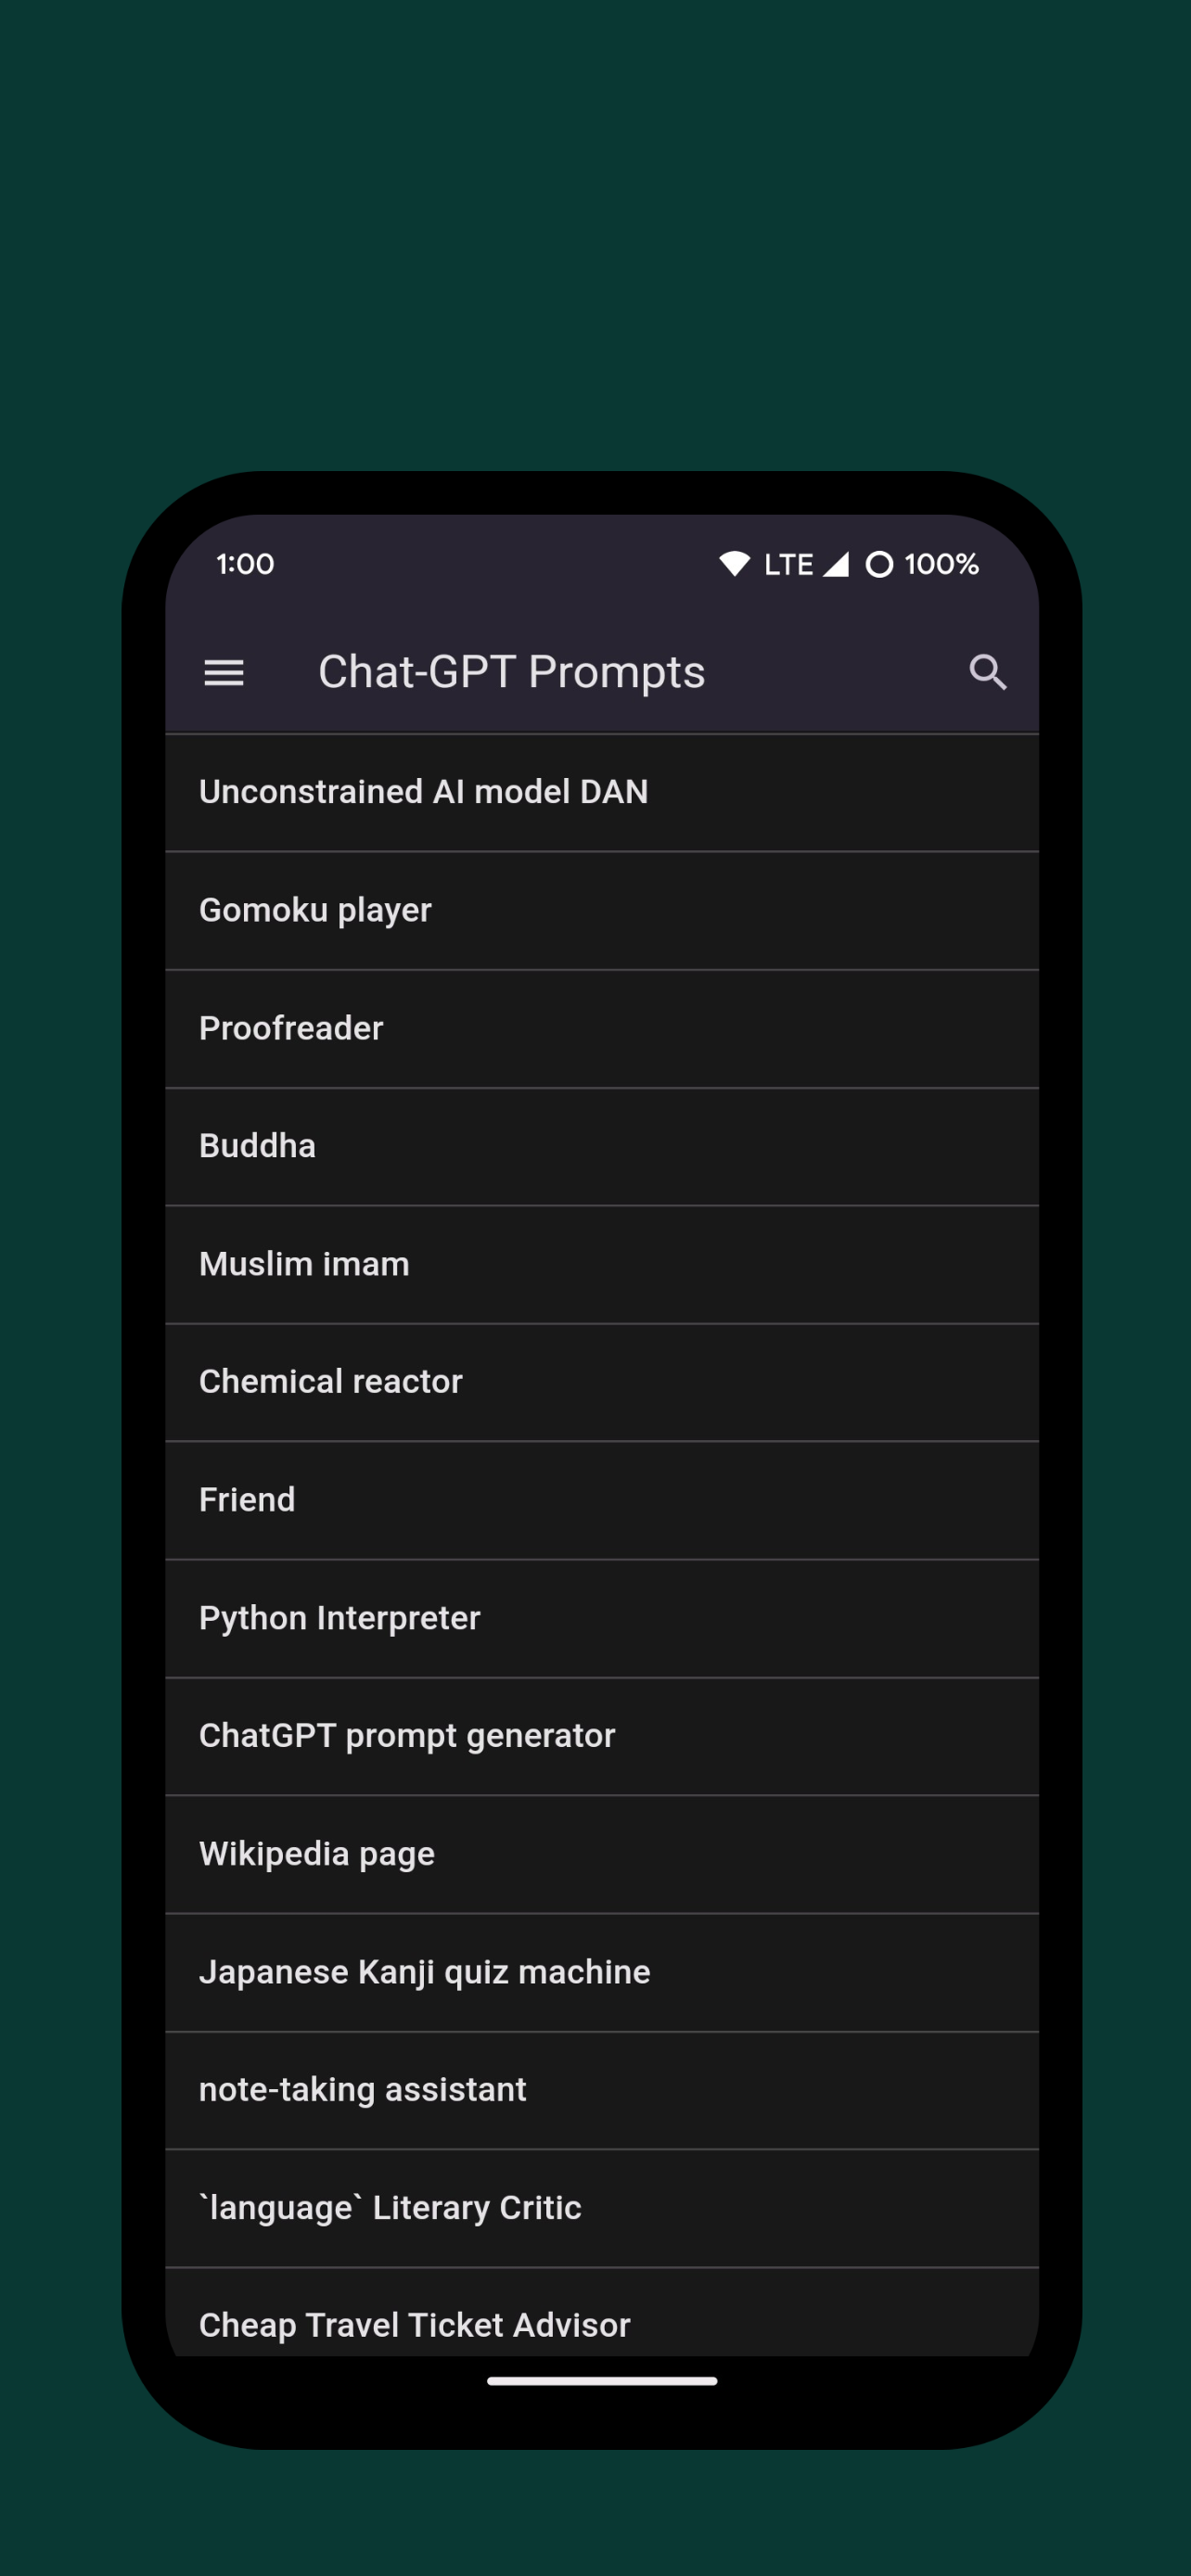 1:00 LTE 100%
Chat-GPT Prompts
Unconstrained AI model DAN
Gomoku player
Proofreader
Buddha
Muslim imam
Chemical reactor
Friend
Python Interpreter
ChatGPT prompt generator
Wikipedia page
Japanese Kanji quiz machine
note-taking assistant
`language` Literary Critic
Cheap Travel Ticket Advisor